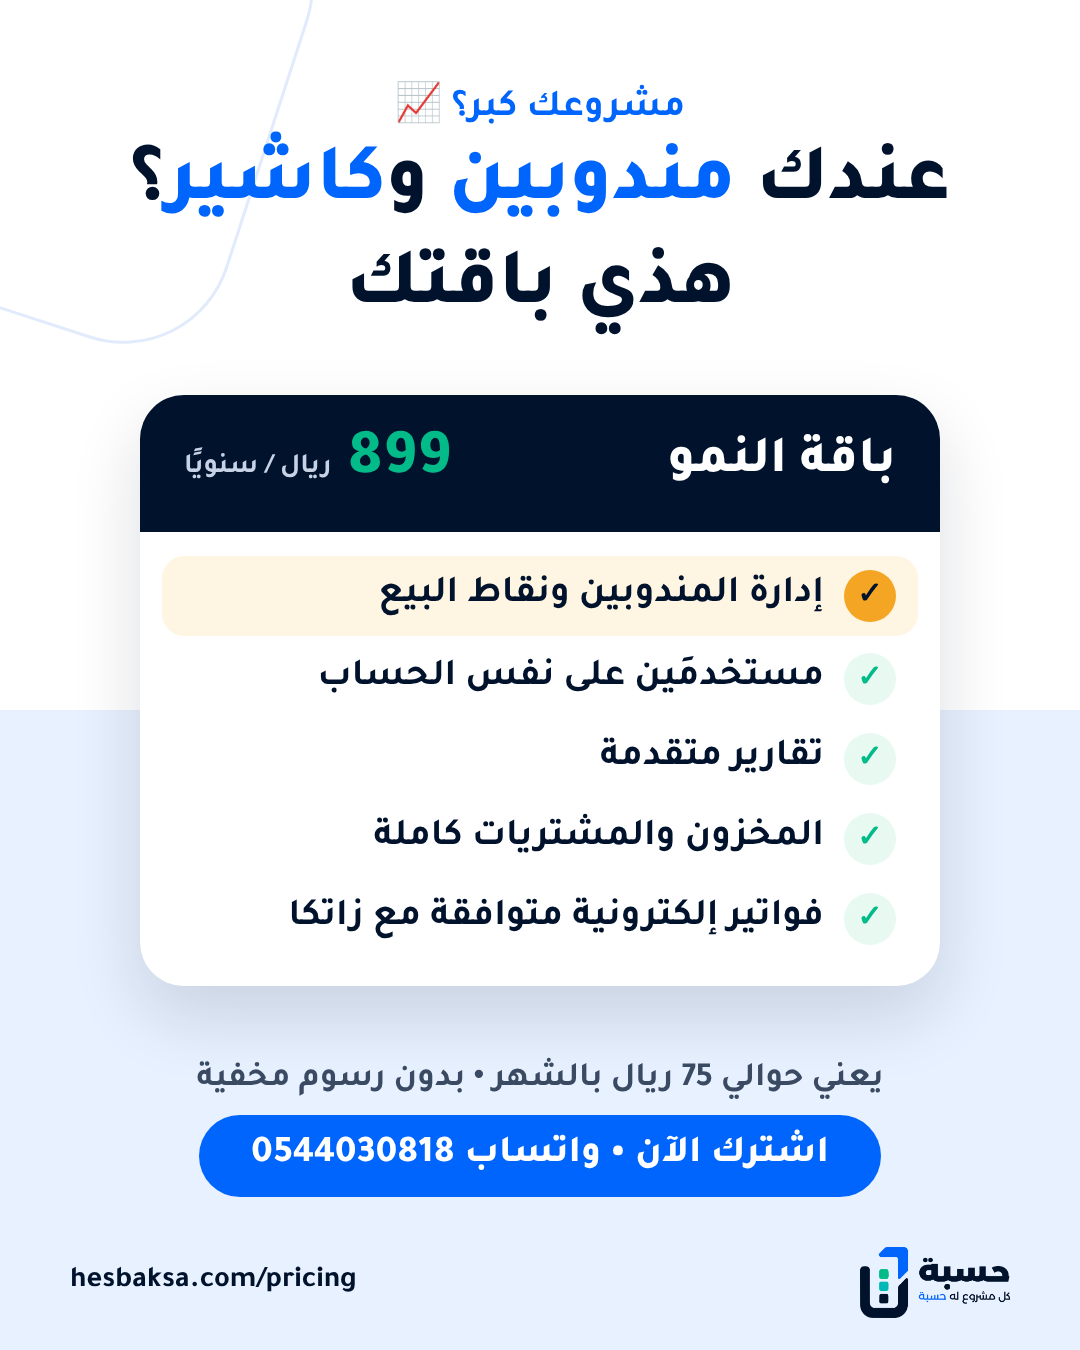 مشروعك كبر؟ 📈
عندك مندوبين وكاشير؟
هذي باقتك
باقة النمو
899 ريال / سنويًا
✓ إدارة المندوبين ونقاط البيع
✓ مستخدمَين على نفس الحساب
✓ تقارير متقدمة
✓ المخزون والمشتريات كاملة
✓ فواتير إلكترونية متوافقة مع زاتكا
يعني حوالي 75 ريال بالشهر • بدون رسوم مخفية
اشترك الآن • واتساب 0544030818
حسبة
كل مشروع له حسبة
hesbaksa.com/pricing